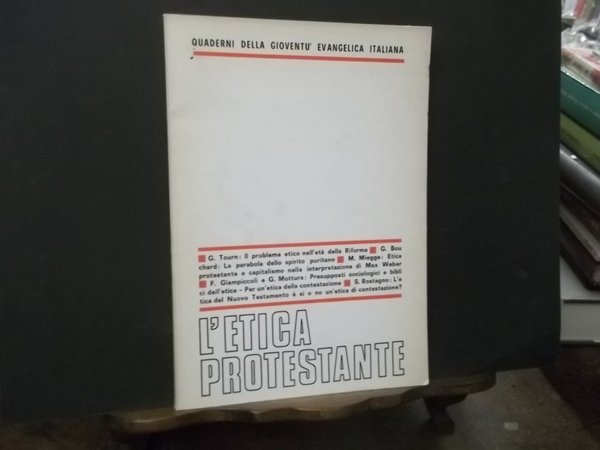 QUADERNI DELLA GIOVENTU' EVANGELICA ITALIANA
■ G. Tourn: Il problema etico nell'età della Riforma ■ G. Bou
chard: La parabola dello spirito puritano ■ M. Miegge: Etica
protestante e capitalismo nella interpretazione di Max Weber
■ F. Giampiccoli e G. Mottura: Presupposti sociologici e bibli
ci dell'etica - Per un'etica della contestazione ■ S. Rostagno: L'e
tica del Nuovo Testamento è si o no un'etica di contestazione?
L'ETICA
PROTESTANTE